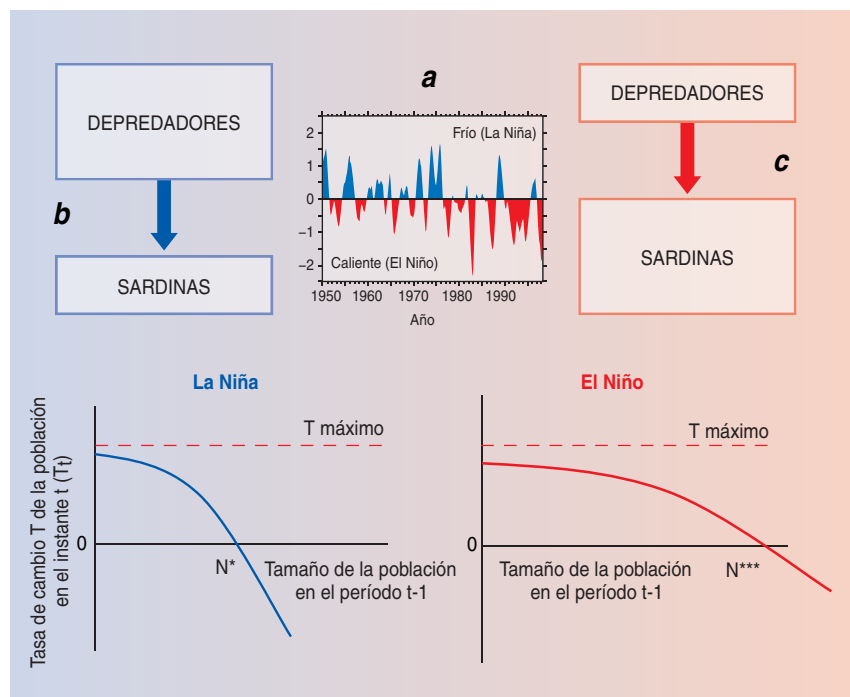 a
DEPREDADORES
b
SARDINAS
2
1
0
−1
−2
Frío (La Niña)
Caliente (El Niño)
1950 1960 1970 1980 1990
Año
DEPREDADORES
c
SARDINAS
La Niña
Tasa de cambio T de la población
en el instante t (Tt)
T máximo
0
N*
Tamaño de la población
en el período t-1
El Niño
T máximo
0
Tamaño de la población
en el período t-1
N***